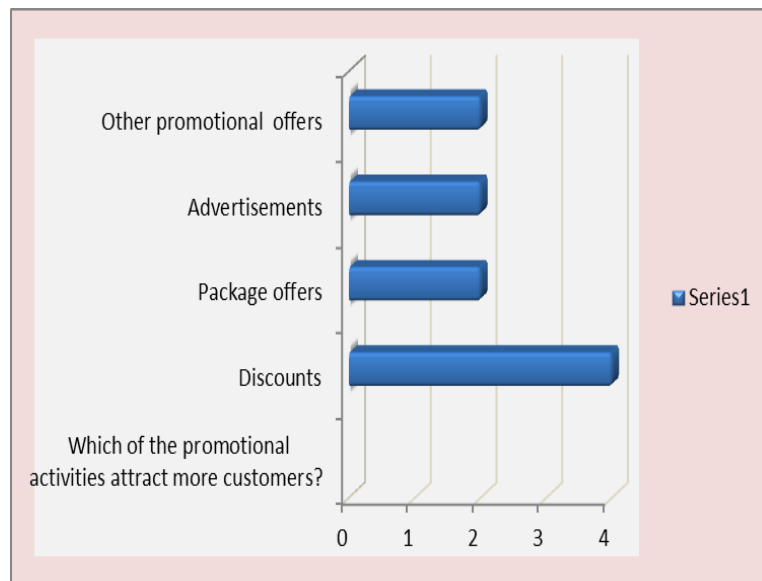 Other promotional offers
Advertisements
Package offers
Discounts
Which of the promotional
activities attract more customers?
0 1 2 3 4
Series1